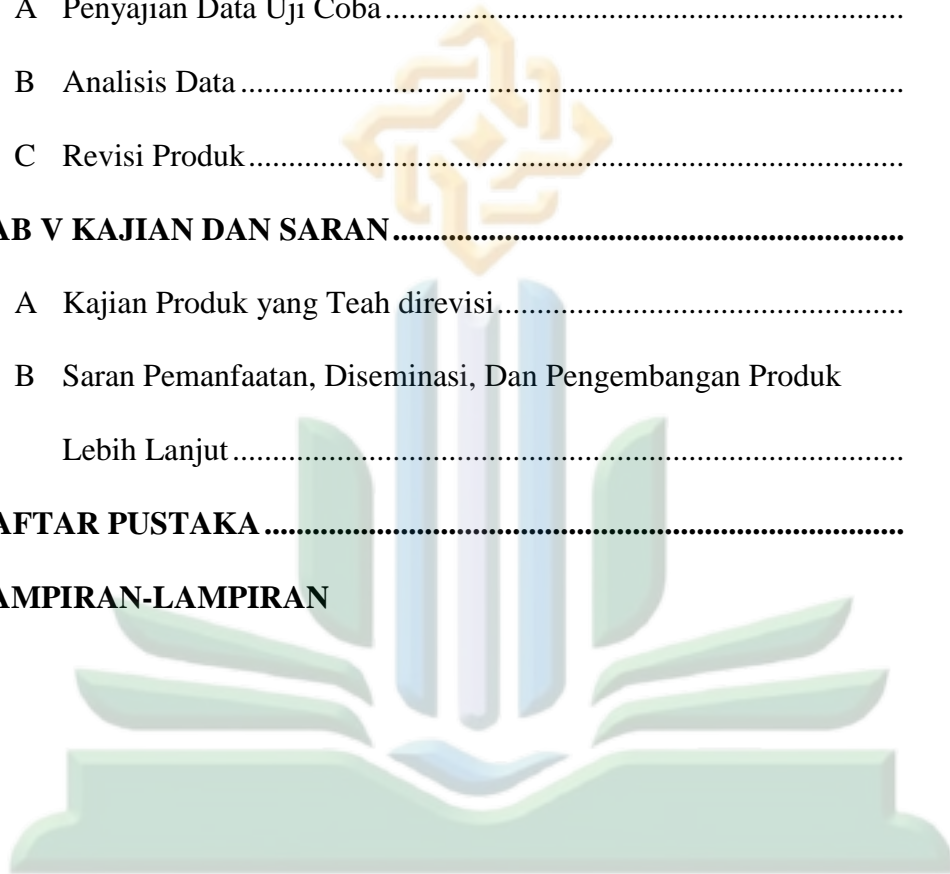 A Penyajian Data Uji Coba........................................................................
B Analisis Data...................................................................................
C Revisi Produk..................................................................................
AB V KAJIAN DAN SARAN................................................................
A Kajian Produk yang Teah direvisi...................................................
B Saran Pemanfaatan, Diseminasi, Dan Pengembangan Produk
Lebih Lanjut....................................................................................
AFTAR PUSTAKA................................................................................
AMPIRAN-LAMPIRAN